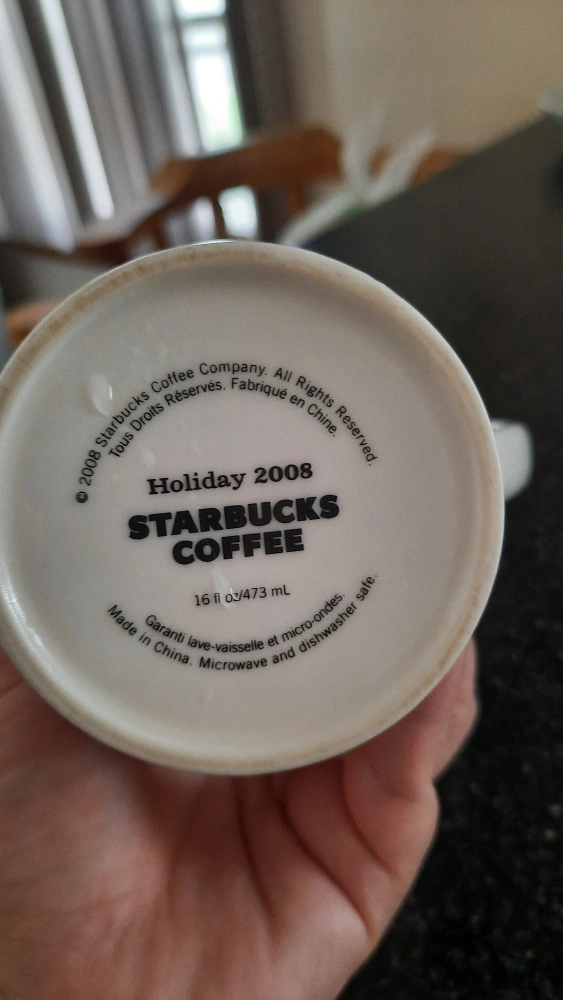 © 2008 Starbucks Coffee Company. All Rights Reserved.
Tous Droits Réservés. Fabriqué en Chine.
Holiday 2008
STARBUCKS
COFFEE
16 fl oz/473 mL
Garanti lave-vaisselle et micro-ondes.
Made in China. Microwave and dishwasher safe.